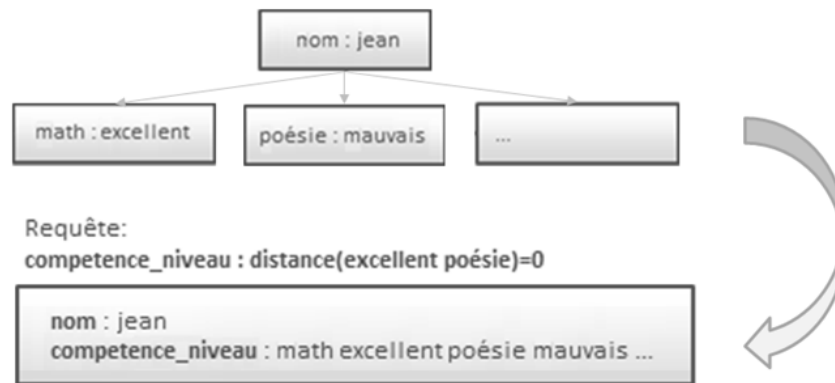 nom : jean
math : excellent
poésie : mauvais
...
Requête:
competence_niveau : distance(excellent poésie)=0
nom : jean
competence_niveau : math excellent poésie mauvais ...